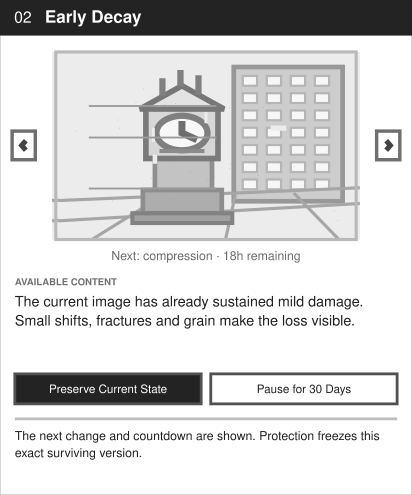 02 Early Decay
Next: compression · 18h remaining
AVAILABLE CONTENT
The current image has already sustained mild damage.
Small shifts, fractures and grain make the loss visible.
Preserve Current State
Pause for 30 Days
The next change and countdown are shown. Protection freezes this
exact surviving version.